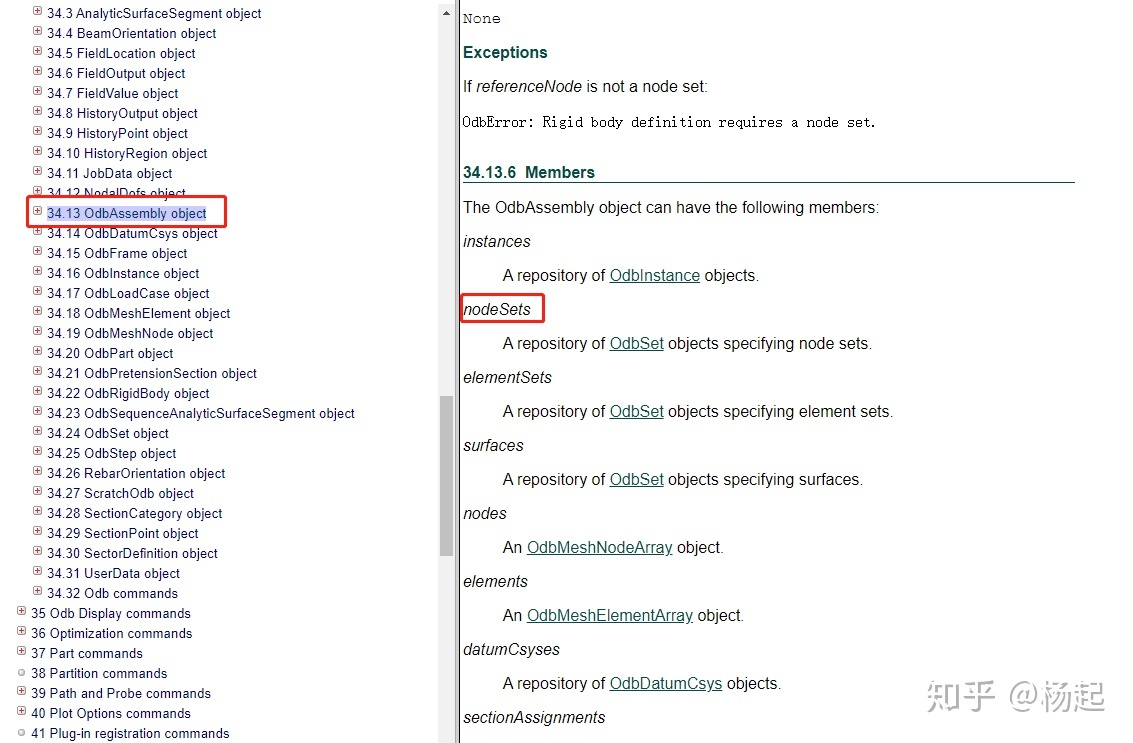 34.3 AnalyticSurfaceSegment object
34.4 BeamOrientation object
34.5 FieldLocation object
34.6 FieldOutput object
34.7 FieldValue object
34.8 HistoryOutput object
34.9 HistoryPoint object
34.10 HistoryRegion object
34.11 JobData object
34.12 NodalDofs object
34.13 OdbAssembly object
34.14 OdbDatumCsys object
34.15 OdbFrame object
34.16 OdbInstance object
34.17 OdbLoadCase object
34.18 OdbMeshElement object
34.19 OdbMeshNode object
34.20 OdbPart object
34.21 OdbPretensionSection object
34.22 OdbRigidBody object
34.23 OdbSequenceAnalyticSurfaceSegment object
34.24 OdbSet object
34.25 OdbStep object
34.26 RebarOrientation object
34.27 ScratchOdb object
34.28 SectionCategory object
34.29 SectionPoint object
34.30 SectorDefinition object
34.31 UserData object
34.32 Odb commands
35 Odb Display commands
36 Optimization commands
37 Part commands
38 Partition commands
39 Path and Probe commands
40 Plot Options commands
41 Plug-in registration commands
None
Exceptions
If referenceNode is not a node set:
OdbError: Rigid body definition requires a node set.
34.13.6 Members
The OdbAssembly object can have the following members:
instances
A repository of OdbInstance objects.
nodeSets
A repository of OdbSet objects specifying node sets.
elementSets
A repository of OdbSet objects specifying element sets.
surfaces
A repository of OdbSet objects specifying surfaces.
nodes
An OdbMeshNodeArray object.
elements
An OdbMeshElementArray object.
datumCsyses
A repository of OdbDatumCsys objects.
sectionAssignments
知乎 @杨起